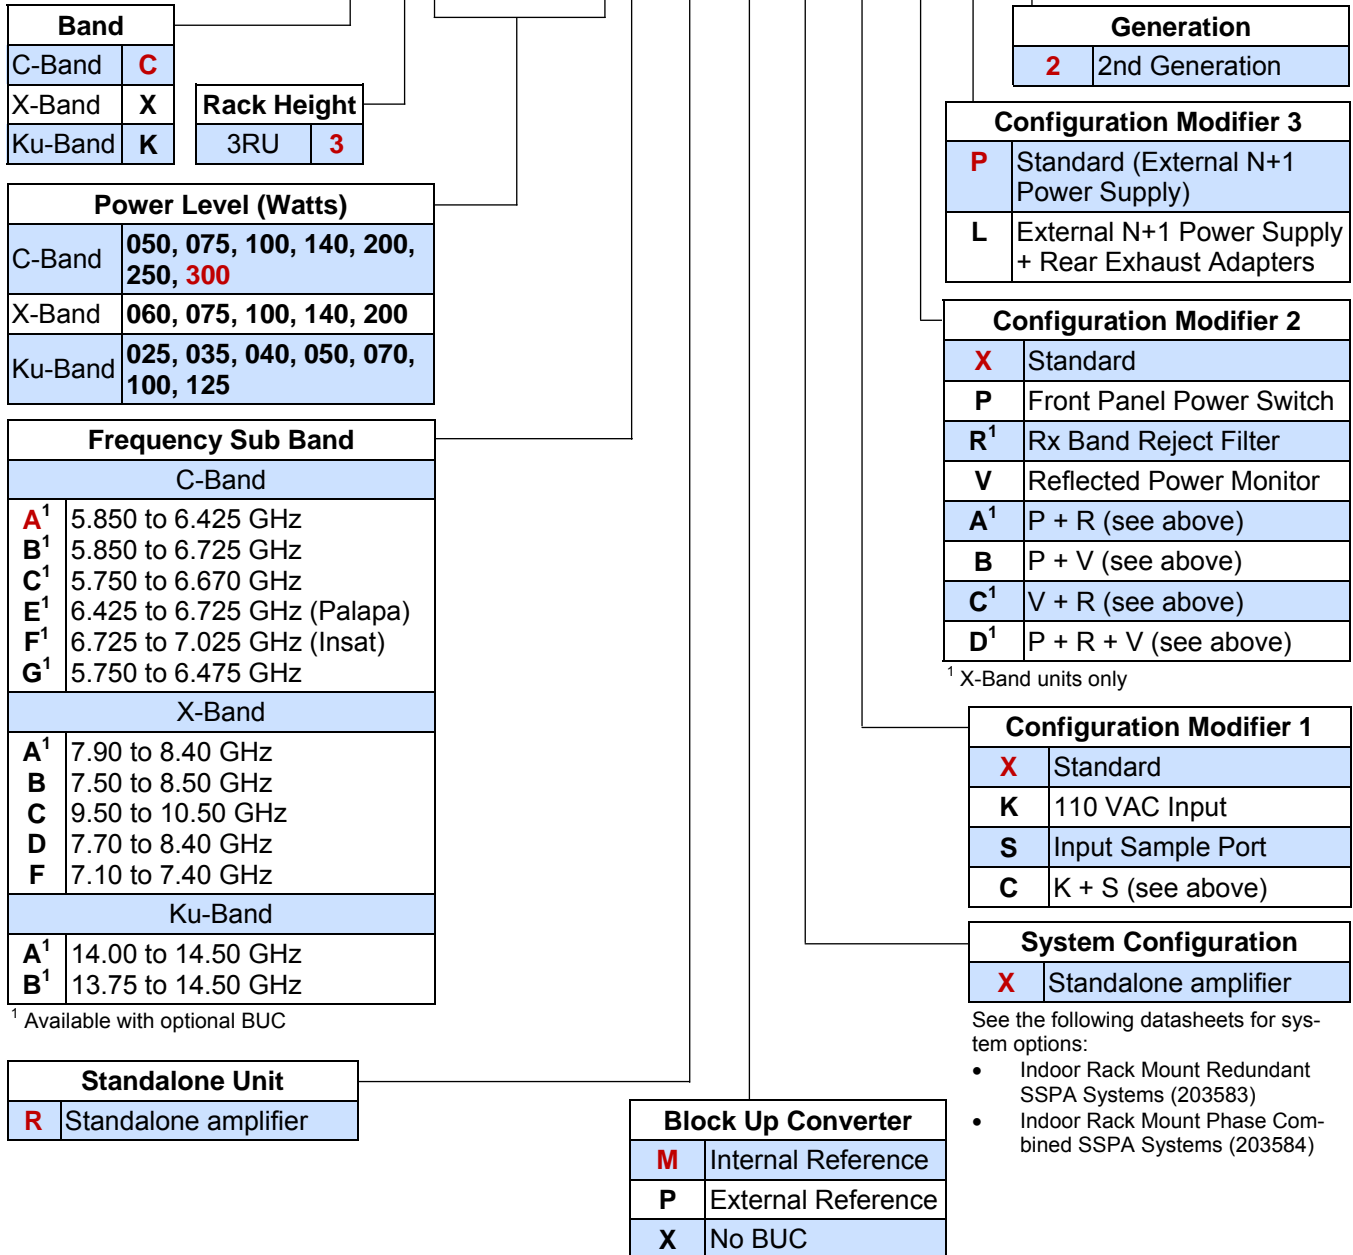 Band
C-Band C
X-Band X
Ku-Band K
Rack Height
3RU 3
Power Level (Watts)
C-Band 050, 075, 100, 140, 200,
250, 300
X-Band 060, 075, 100, 140, 200
Ku-Band 025, 035, 040, 050, 070,
100, 125
Frequency Sub Band
C-Band
A¹ 5.850 to 6.425 GHz
B¹ 5.850 to 6.725 GHz
C¹ 5.750 to 6.670 GHz
E¹ 6.425 to 6.725 GHz (Palapa)
F¹ 6.725 to 7.025 GHz (Insat)
G¹ 5.750 to 6.475 GHz
X-Band
A¹ 7.90 to 8.40 GHz
B 7.50 to 8.50 GHz
C 9.50 to 10.50 GHz
D 7.70 to 8.40 GHz
F 7.10 to 7.40 GHz
Ku-Band
A¹ 14.00 to 14.50 GHz
B¹ 13.75 to 14.50 GHz
¹ Available with optional BUC
Standalone Unit
R Standalone amplifier
Block Up Converter
M Internal Reference
P External Reference
X No BUC
Generation
2 2nd Generation
Configuration Modifier 3
P Standard (External N+1
Power Supply)
L External N+1 Power Supply
+ Rear Exhaust Adapters
Configuration Modifier 2
X Standard
P Front Panel Power Switch
R¹ Rx Band Reject Filter
V Reflected Power Monitor
A¹ P + R (see above)
B P + V (see above)
C¹ V + R (see above)
D¹ P + R + V (see above)
¹ X-Band units only
Configuration Modifier 1
X Standard
K 110 VAC Input
S Input Sample Port
C K + S (see above)
System Configuration
X Standalone amplifier
See the following datasheets for sys-
tem options:
• Indoor Rack Mount Redundant
SSPA Systems (203583)
• Indoor Rack Mount Phase Com-
bined SSPA Systems (203584)